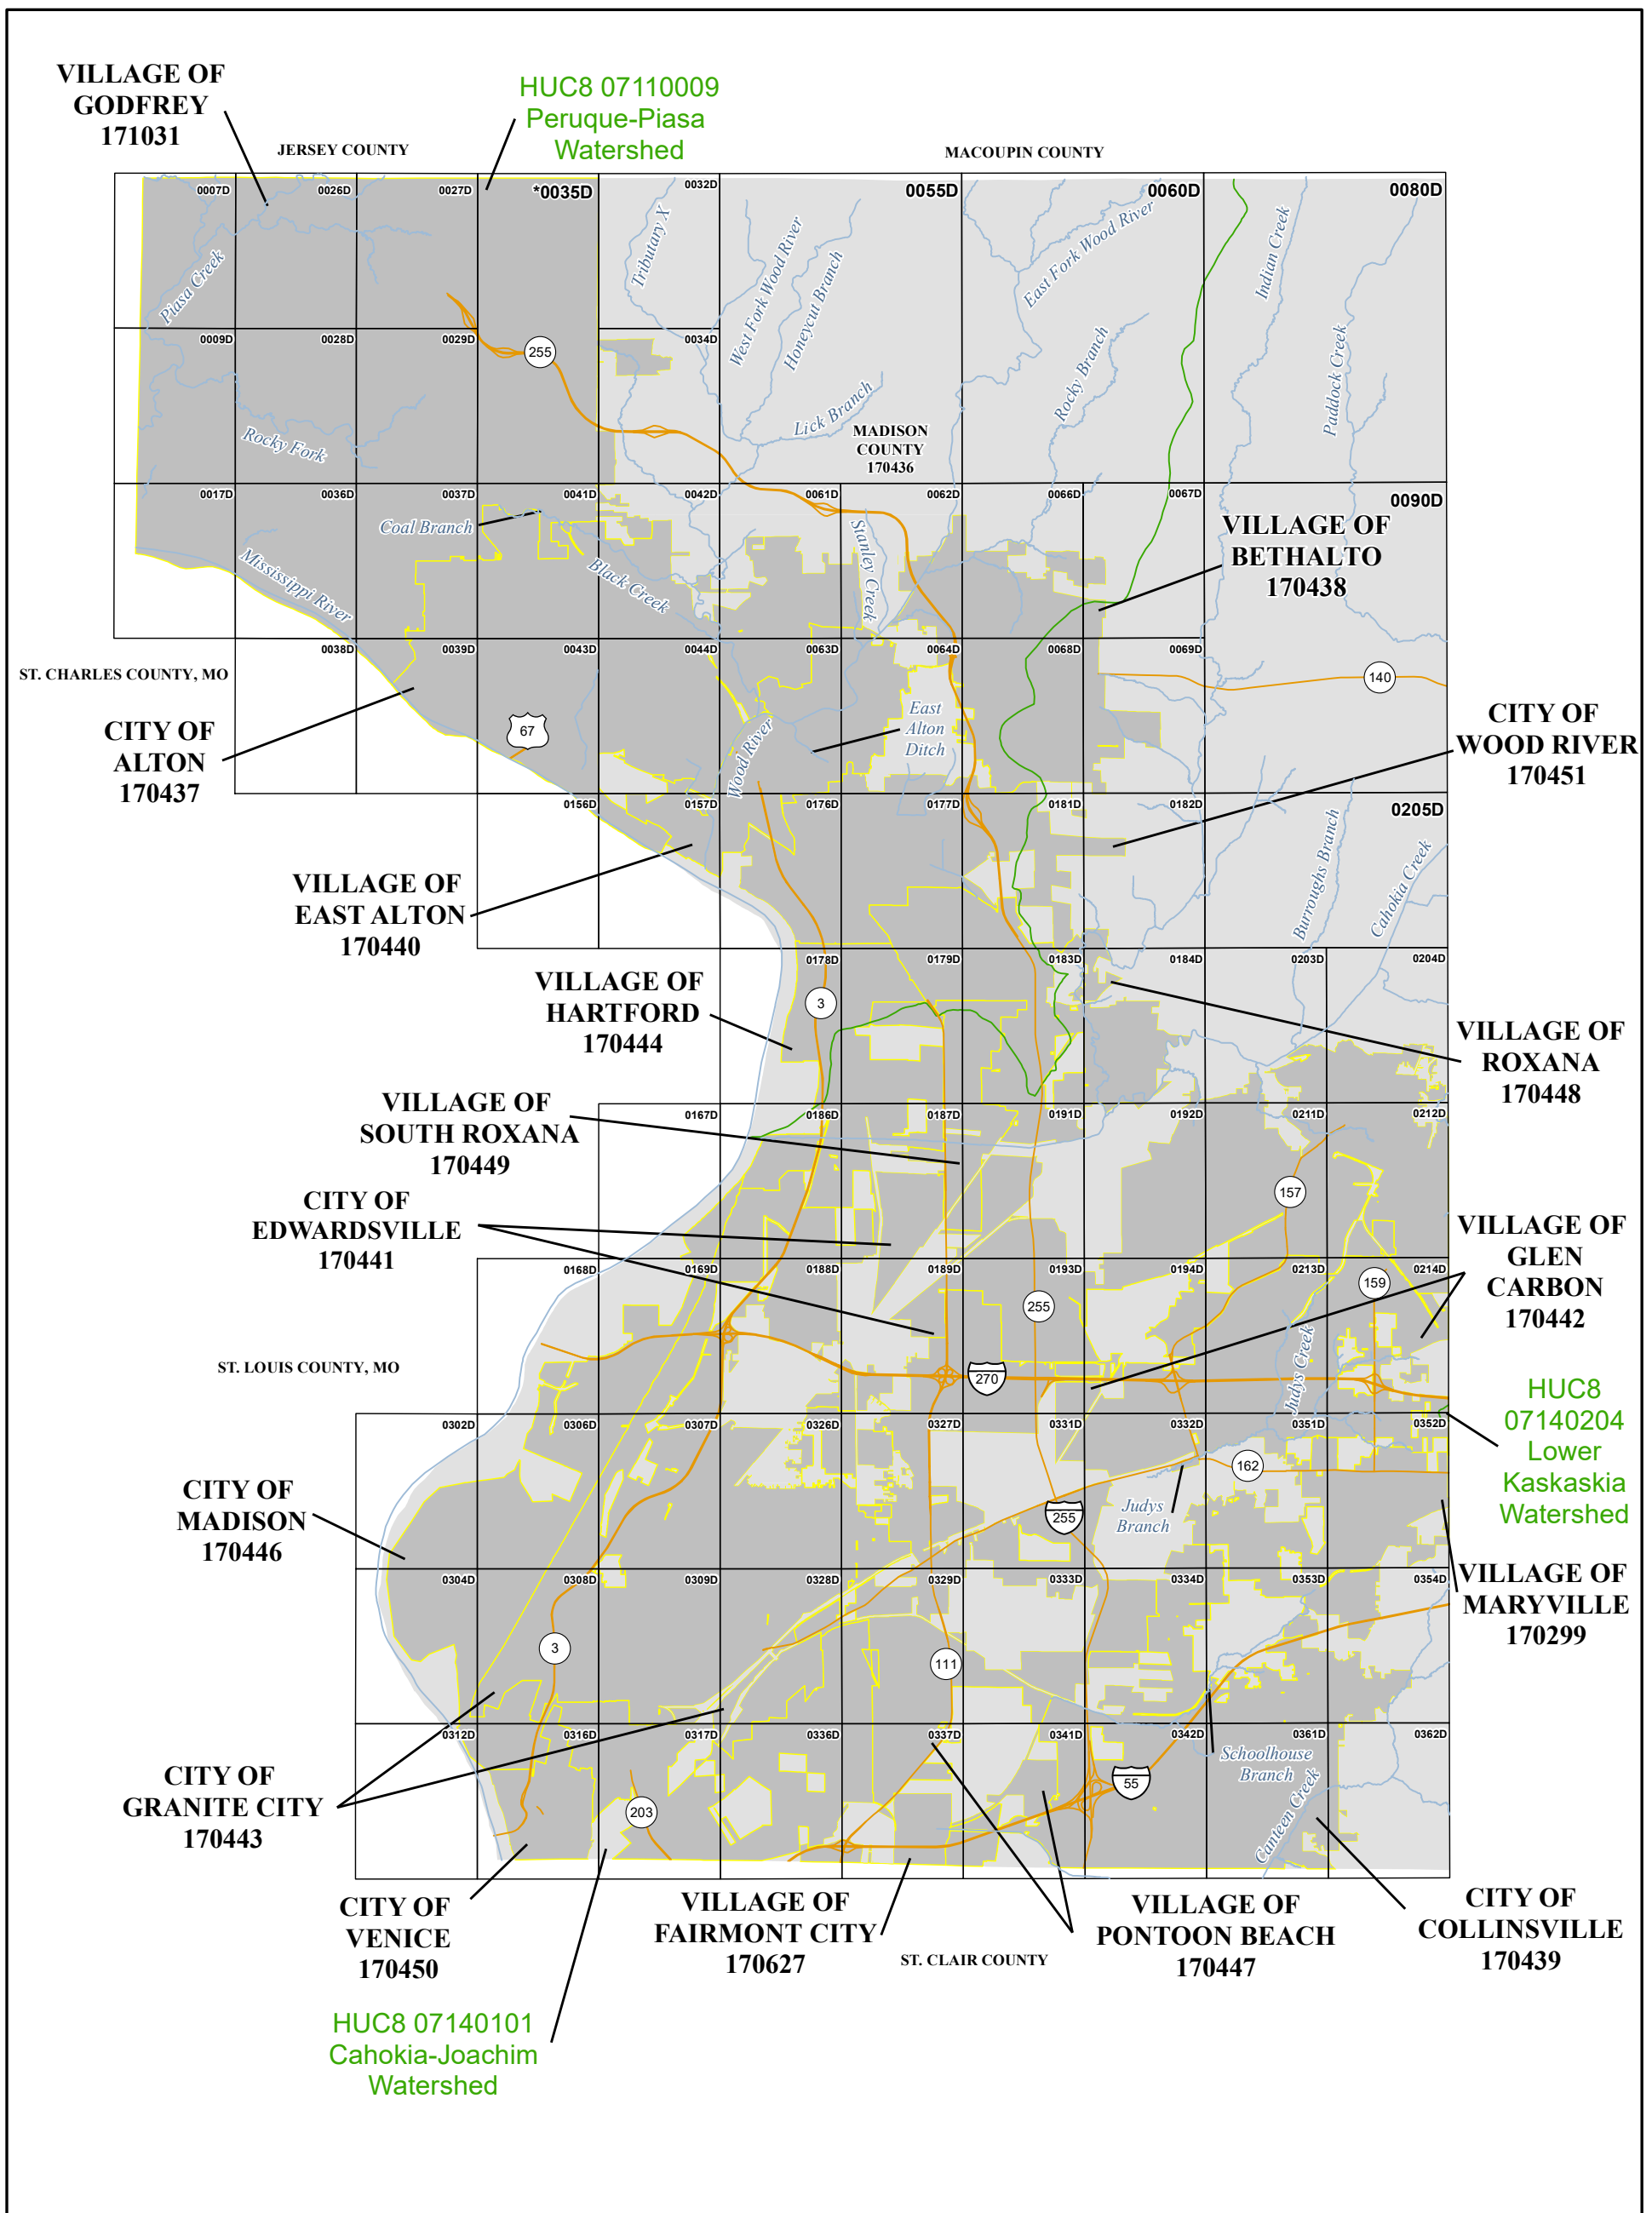 VILLAGE OF
GODFREY
171031
HUC8 07110009
Peruque-Piasa
Watershed
JERSEY COUNTY
MACOUPIN COUNTY
0007D
0026D
0027D
*0035D
0032D
0055D
0060D
0080D
Piasa Creek
Tributary X
West Fork Wood River
Honeycut Branch
East Fork Wood River
Indian Creek
Paddock Creek
0009D
0028D
0029D
255
0034D
Rocky Branch
Lick Branch
Rocky Fork
MADISON
COUNTY
170436
0017D
0036D
0037D
0041D
0042D
0061D
0062D
0066D
0067D
0090D
Coal Branch
Stanley Creek
Black Creek
Mississippi River
VILLAGE OF
BETHALTO
170438
0038D
0039D
0043D
0044D
0063D
0064D
0068D
0069D
ST. CHARLES COUNTY, MO
140
CITY OF
ALTON
170437
67
Wood River
East
Alton
Ditch
CITY OF
WOOD RIVER
170451
0156D
0157D
0176D
0177D
0181D
0182D
0205D
Burroughs Branch
Cahokia Creek
VILLAGE OF
EAST ALTON
170440
0178D
0179D
0183D
0184D
0203D
0204D
VILLAGE OF
HARTFORD
170444
3
VILLAGE OF
ROXANA
170448
VILLAGE OF
SOUTH ROXANA
170449
0167D
0186D
0187D
0191D
0192D
0211D
0212D
157
CITY OF
EDWARDSVILLE
170441
VILLAGE OF
GLEN
CARBON
170442
0168D
0169D
0188D
0189D
0193D
0194D
0213D
0214D
159
255
Judys Creek
ST. LOUIS COUNTY, MO
270
HUC8
07140204
Lower
Kaskaskia
Watershed
0302D
0306D
0307D
0326D
0327D
0331D
0332D
0351D
0352D
162
CITY OF
MADISON
170446
255
Judys
Branch
0304D
0308D
0309D
0328D
0329D
0333D
0334D
0353D
0354D
VILLAGE OF
MARYVILLE
170299
3
111
0312D
0316D
0317D
0336D
0337D
0341D
0342D
0361D
0362D
CITY OF
GRANITE CITY
170443
203
55
Schoolhouse
Branch
Canteen Creek
CITY OF
VENICE
170450
VILLAGE OF
FAIRMONT CITY
170627
ST. CLAIR COUNTY
VILLAGE OF
PONTOON BEACH
170447
CITY OF
COLLINSVILLE
170439
HUC8 07140101
Cahokia-Joachim
Watershed